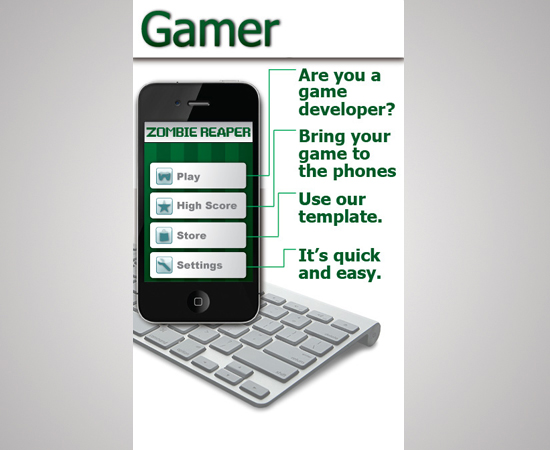 Gamer
Are you a
game
developer?
Bring your
game to
the phones
Use our
template.
It's quick
and easy.
ZOMBIE REAPER
Play
High Score
Store
Settings